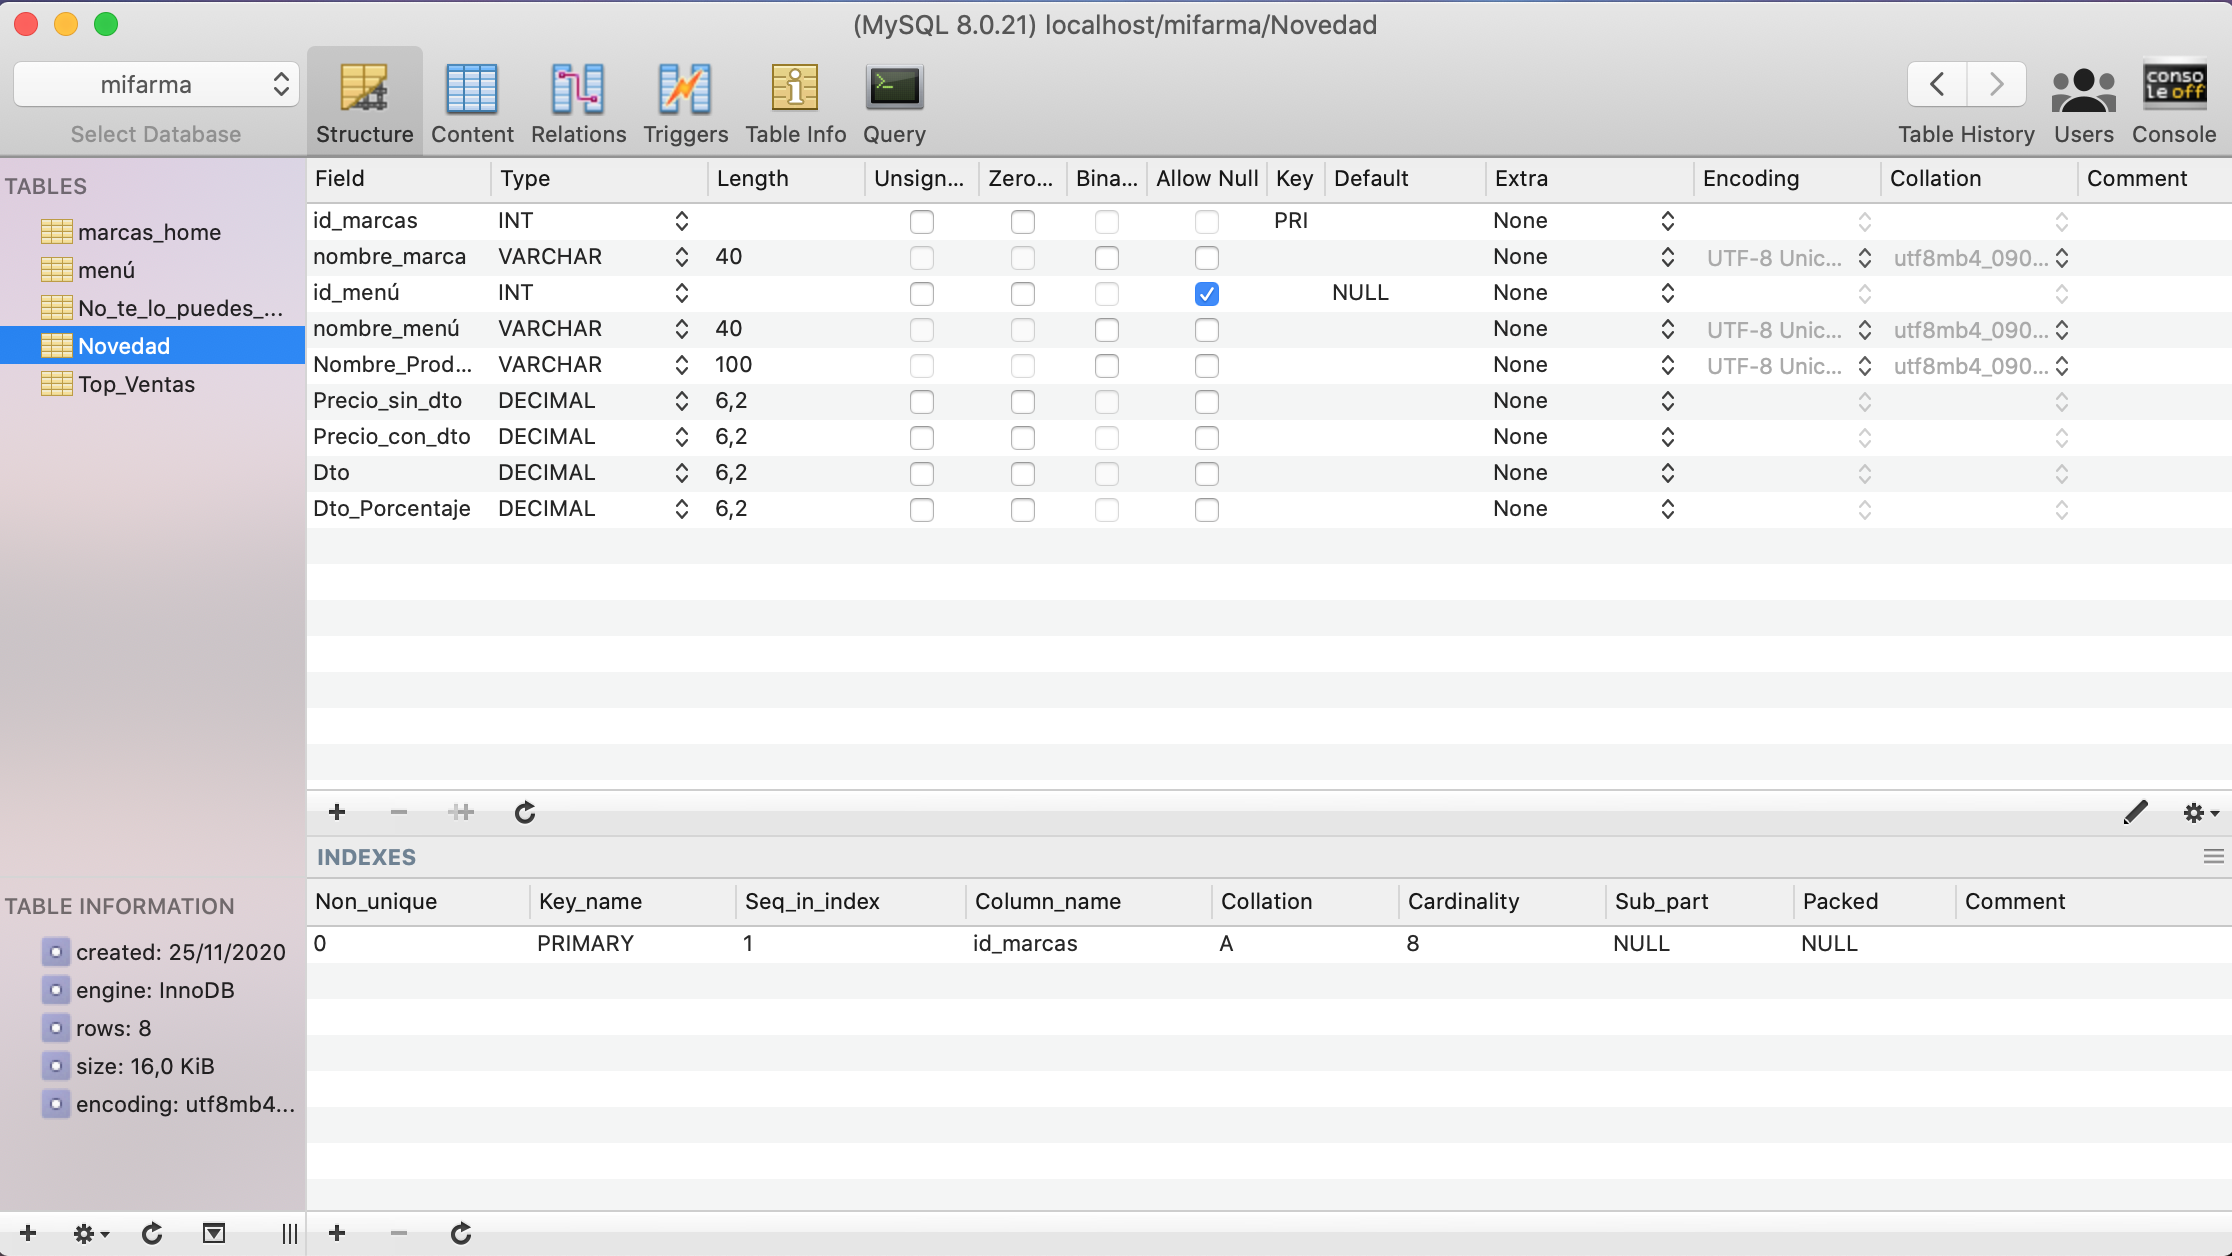 (MySQL 8.0.21) localhost/mifarma/Novedad
mifarma
Select Database
Structure Content Relations Triggers Table Info Query
Table History Users Console
conso
le off
TABLES
marcas_home
menú
No_te_lo_puedes_...
Novedad
Top_Ventas
Field Type Length Unsign... Zero... Bina... Allow Null Key Default Extra Encoding Collation Comment
id_marcas INT PRI None
nombre_marca VARCHAR 40 None UTF-8 Unic... utf8mb4_090...
id_menú INT NULL None
nombre_menú VARCHAR 40 None UTF-8 Unic... utf8mb4_090...
Nombre_Prod... VARCHAR 100 None UTF-8 Unic... utf8mb4_090...
Precio_sin_dto DECIMAL 6,2 None
Precio_con_dto DECIMAL 6,2 None
Dto DECIMAL 6,2 None
Dto_Porcentaje DECIMAL 6,2 None
INDEXES
Non_unique Key_name Seq_in_index Column_name Collation Cardinality Sub_part Packed Comment
0 PRIMARY 1 id_marcas A 8 NULL NULL
TABLE INFORMATION
created: 25/11/2020
engine: InnoDB
rows: 8
size: 16,0 KiB
encoding: utf8mb4...